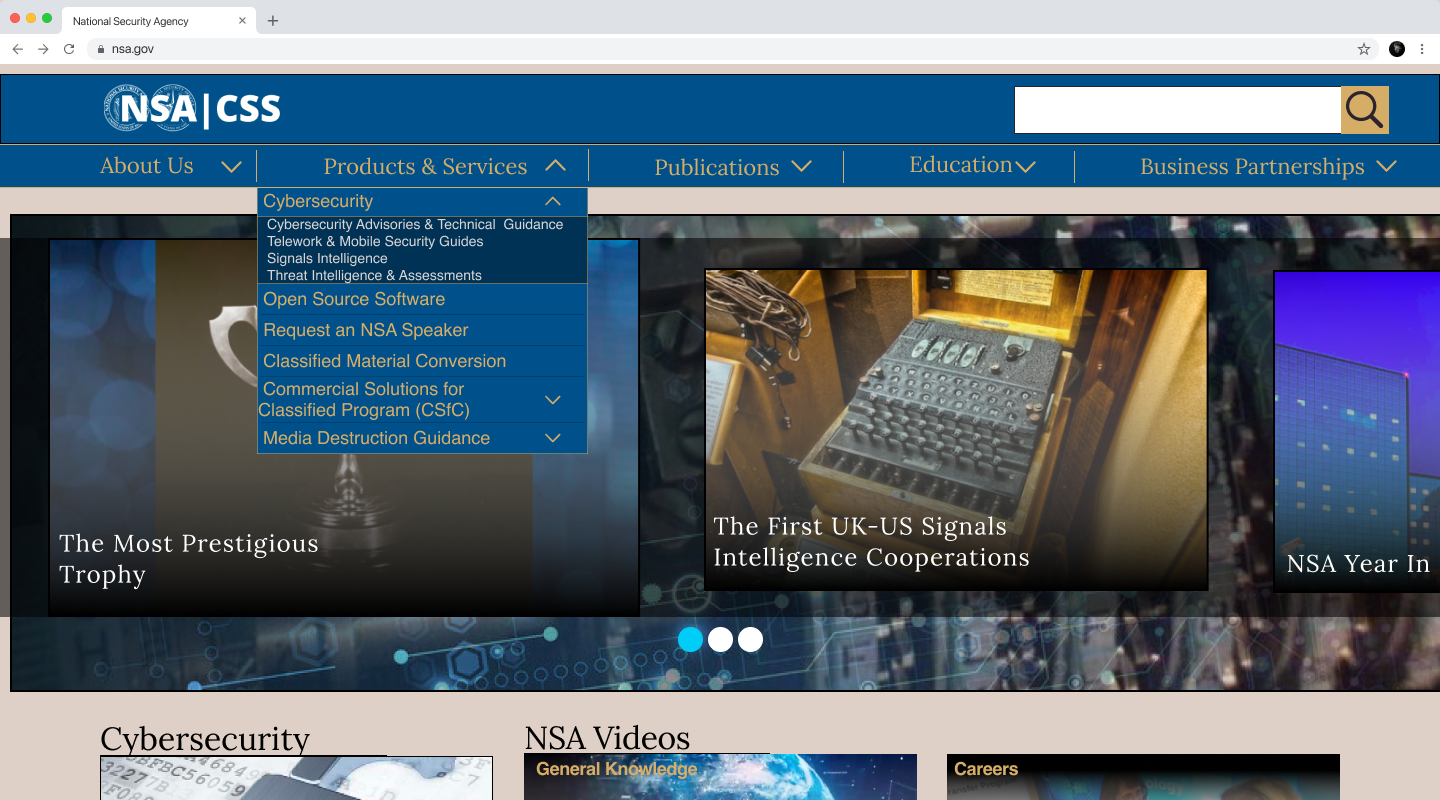 National Security Agency
nsa.gov
NSA|CSS
About Us
Products & Services
Publications
Education
Business Partnerships
Cybersecurity
Cybersecurity Advisories & Technical Guidance
Telework & Mobile Security Guides
Signals Intelligence
Threat Intelligence & Assessments
Open Source Software
Request an NSA Speaker
Classified Material Conversion
Commercial Solutions for
Classified Program (CSfC)
Media Destruction Guidance
The Most Prestigious
Trophy
The First UK-US Signals
Intelligence Cooperations
NSA Year In
Cybersecurity
NSA Videos
General Knowledge
Careers